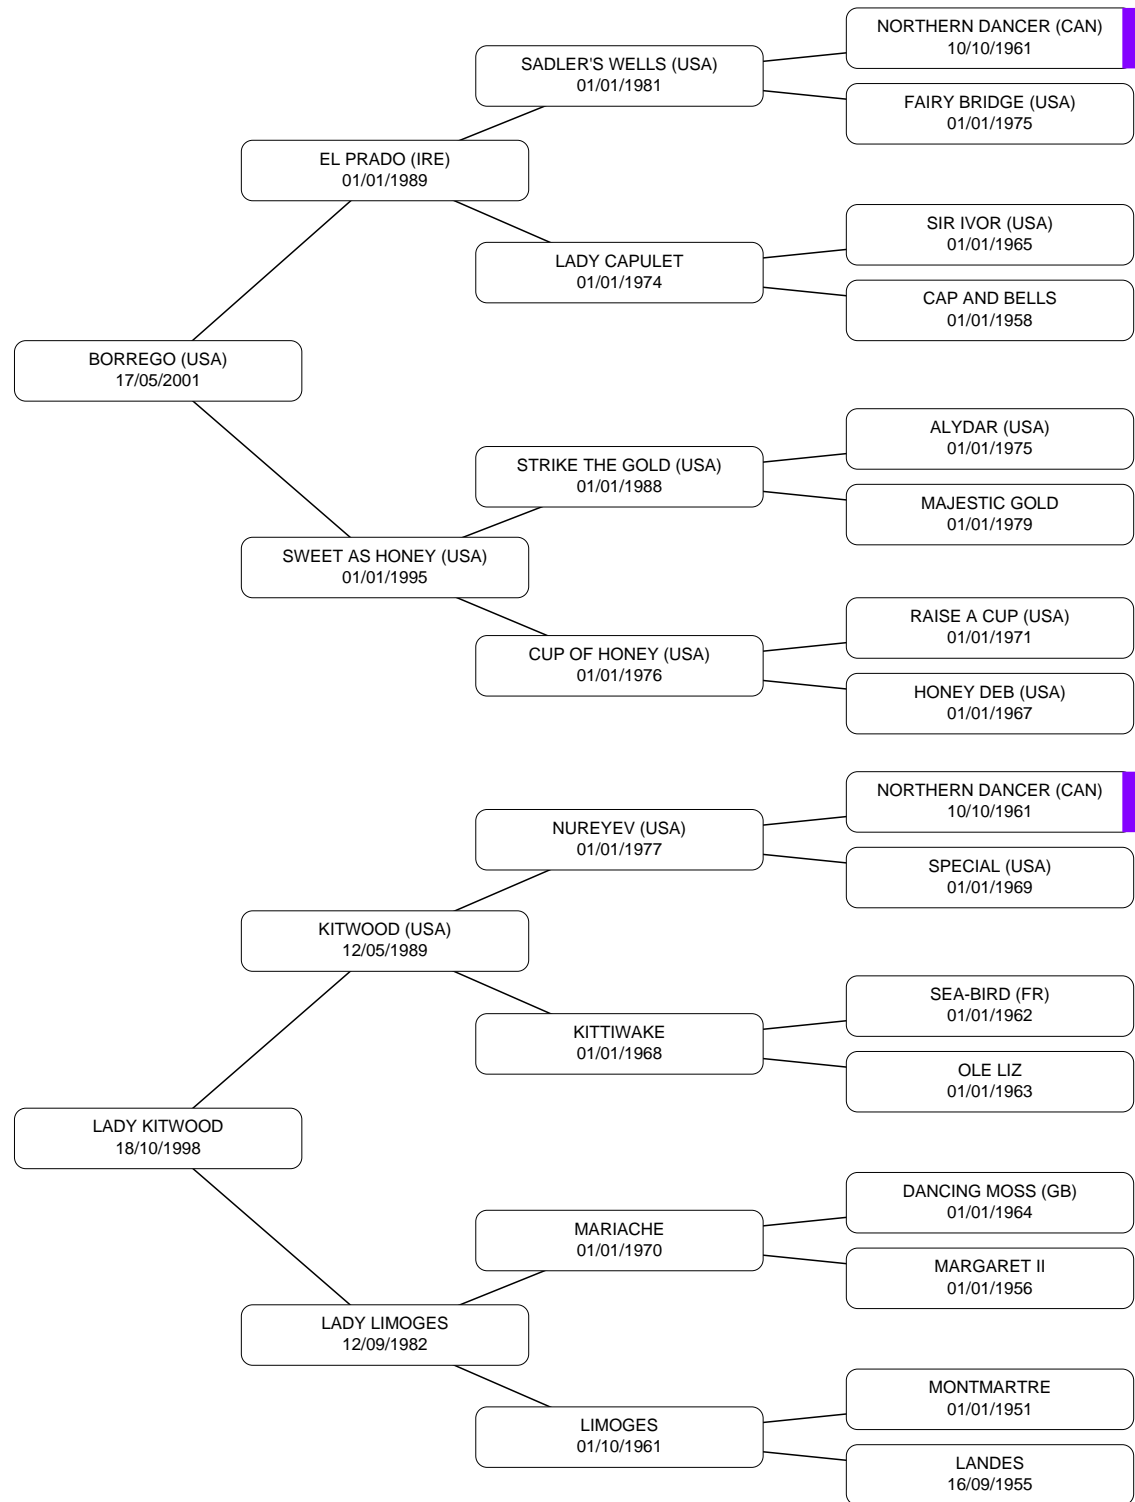 NORTHERN DANCER (CAN)
10/10/1961
SADLER'S WELLS (USA)
01/01/1981
FAIRY BRIDGE (USA)
01/01/1975
EL PRADO (IRE)
01/01/1989
SIR IVOR (USA)
01/01/1965
LADY CAPULET
01/01/1974
CAP AND BELLS
01/01/1958
BORREGO (USA)
17/05/2001
ALYDAR (USA)
01/01/1975
STRIKE THE GOLD (USA)
01/01/1988
MAJESTIC GOLD
01/01/1979
SWEET AS HONEY (USA)
01/01/1995
RAISE A CUP (USA)
01/01/1971
CUP OF HONEY (USA)
01/01/1976
HONEY DEB (USA)
01/01/1967
NORTHERN DANCER (CAN)
10/10/1961
NUREYEV (USA)
01/01/1977
SPECIAL (USA)
01/01/1969
KITWOOD (USA)
12/05/1989
SEA-BIRD (FR)
01/01/1962
KITTIWAKE
01/01/1968
OLE LIZ
01/01/1963
LADY KITWOOD
18/10/1998
DANCING MOSS (GB)
01/01/1964
MARIACHE
01/01/1970
MARGARET II
01/01/1956
LADY LIMOGES
12/09/1982
MONTMARTRE
01/01/1951
LIMOGES
01/10/1961
LANDES
16/09/1955